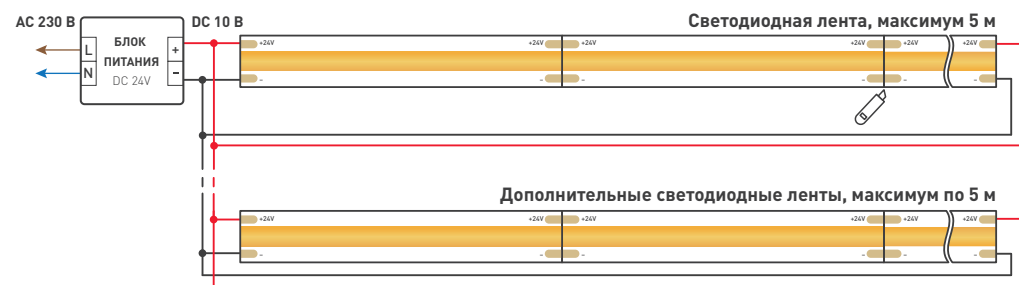 AC 230 В
DC 10 В
Светодиодная лента, максимум 5 м
L
N
БЛОК
ПИТАНИЯ
DC 24V
+
-
+24V +24V +24V +24V +24V +24V
- - - - - -
Дополнительные светодиодные ленты, максимум по 5 м
+24V +24V +24V +24V +24V +24V
- - - - - -